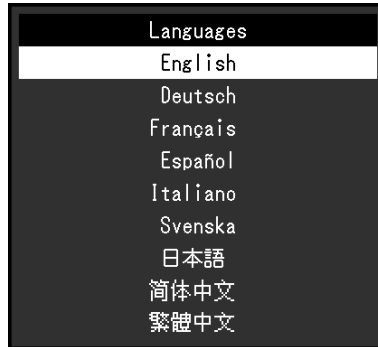 Languages
English
Deutsch
Français
Español
Italiano
Svenska
日本語
简体中文
繁體中文